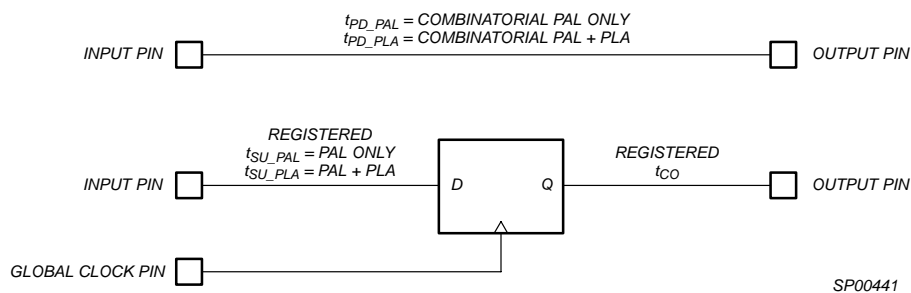 tPD_PAL = COMBINATORIAL PAL ONLY
tPD_PLA = COMBINATORIAL PAL + PLA
INPUT PIN
OUTPUT PIN
REGISTERED
tSU_PAL = PAL ONLY
tSU_PLA = PAL + PLA
REGISTERED
tCO
INPUT PIN
D
Q
OUTPUT PIN
GLOBAL CLOCK PIN
SP00441